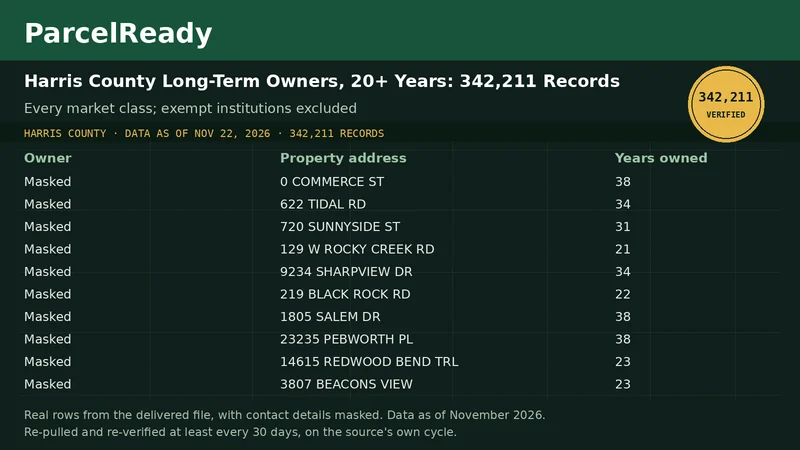 ParcelReady
Harris County Long-Term Owners, 20+ Years: 342,211 Records
Every market class; exempt institutions excluded
342,211
VERIFIED
HARRIS COUNTY · DATA AS OF NOV 22, 2026 · 342,211 RECORDS
Owner Property address Years owned
Masked 0 COMMERCE ST 38
Masked 622 TIDAL RD 34
Masked 720 SUNNYSIDE ST 31
Masked 129 W ROCKY CREEK RD 21
Masked 9234 SHARPVIEW DR 34
Masked 219 BLACK ROCK RD 22
Masked 1805 SALEM DR 38
Masked 23235 PEBWORTH PL 38
Masked 14615 REDWOOD BEND TRL 23
Masked 3807 BEACONS VIEW 23
Real rows from the delivered file, with contact details masked. Data as of November 2026.
Re-pulled and re-verified at least every 30 days, on the source's own cycle.